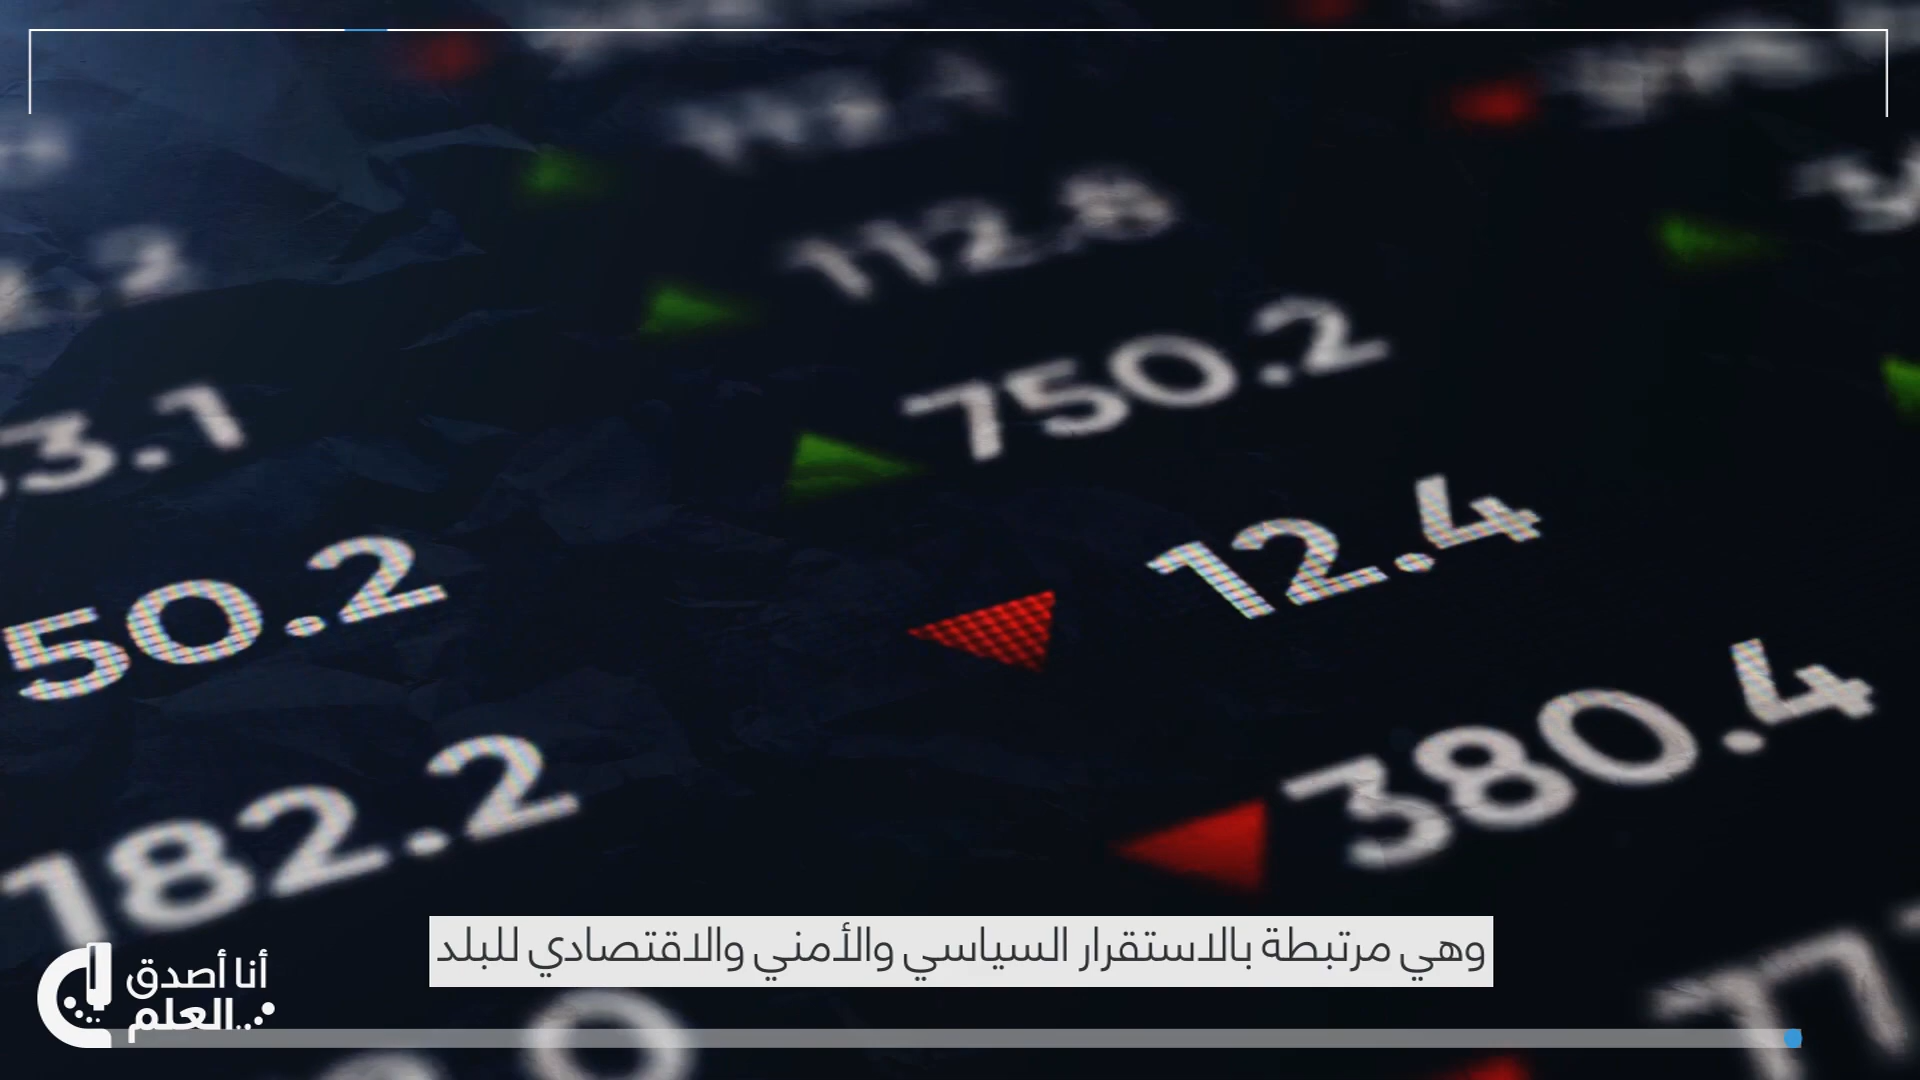 112.8
750.2
3.1
12.4
50.2
380.4
182.2
وهي مرتبطة بالاستقرار السياسي والأمني والاقتصادي للبلد
أنا أصدق
العلم